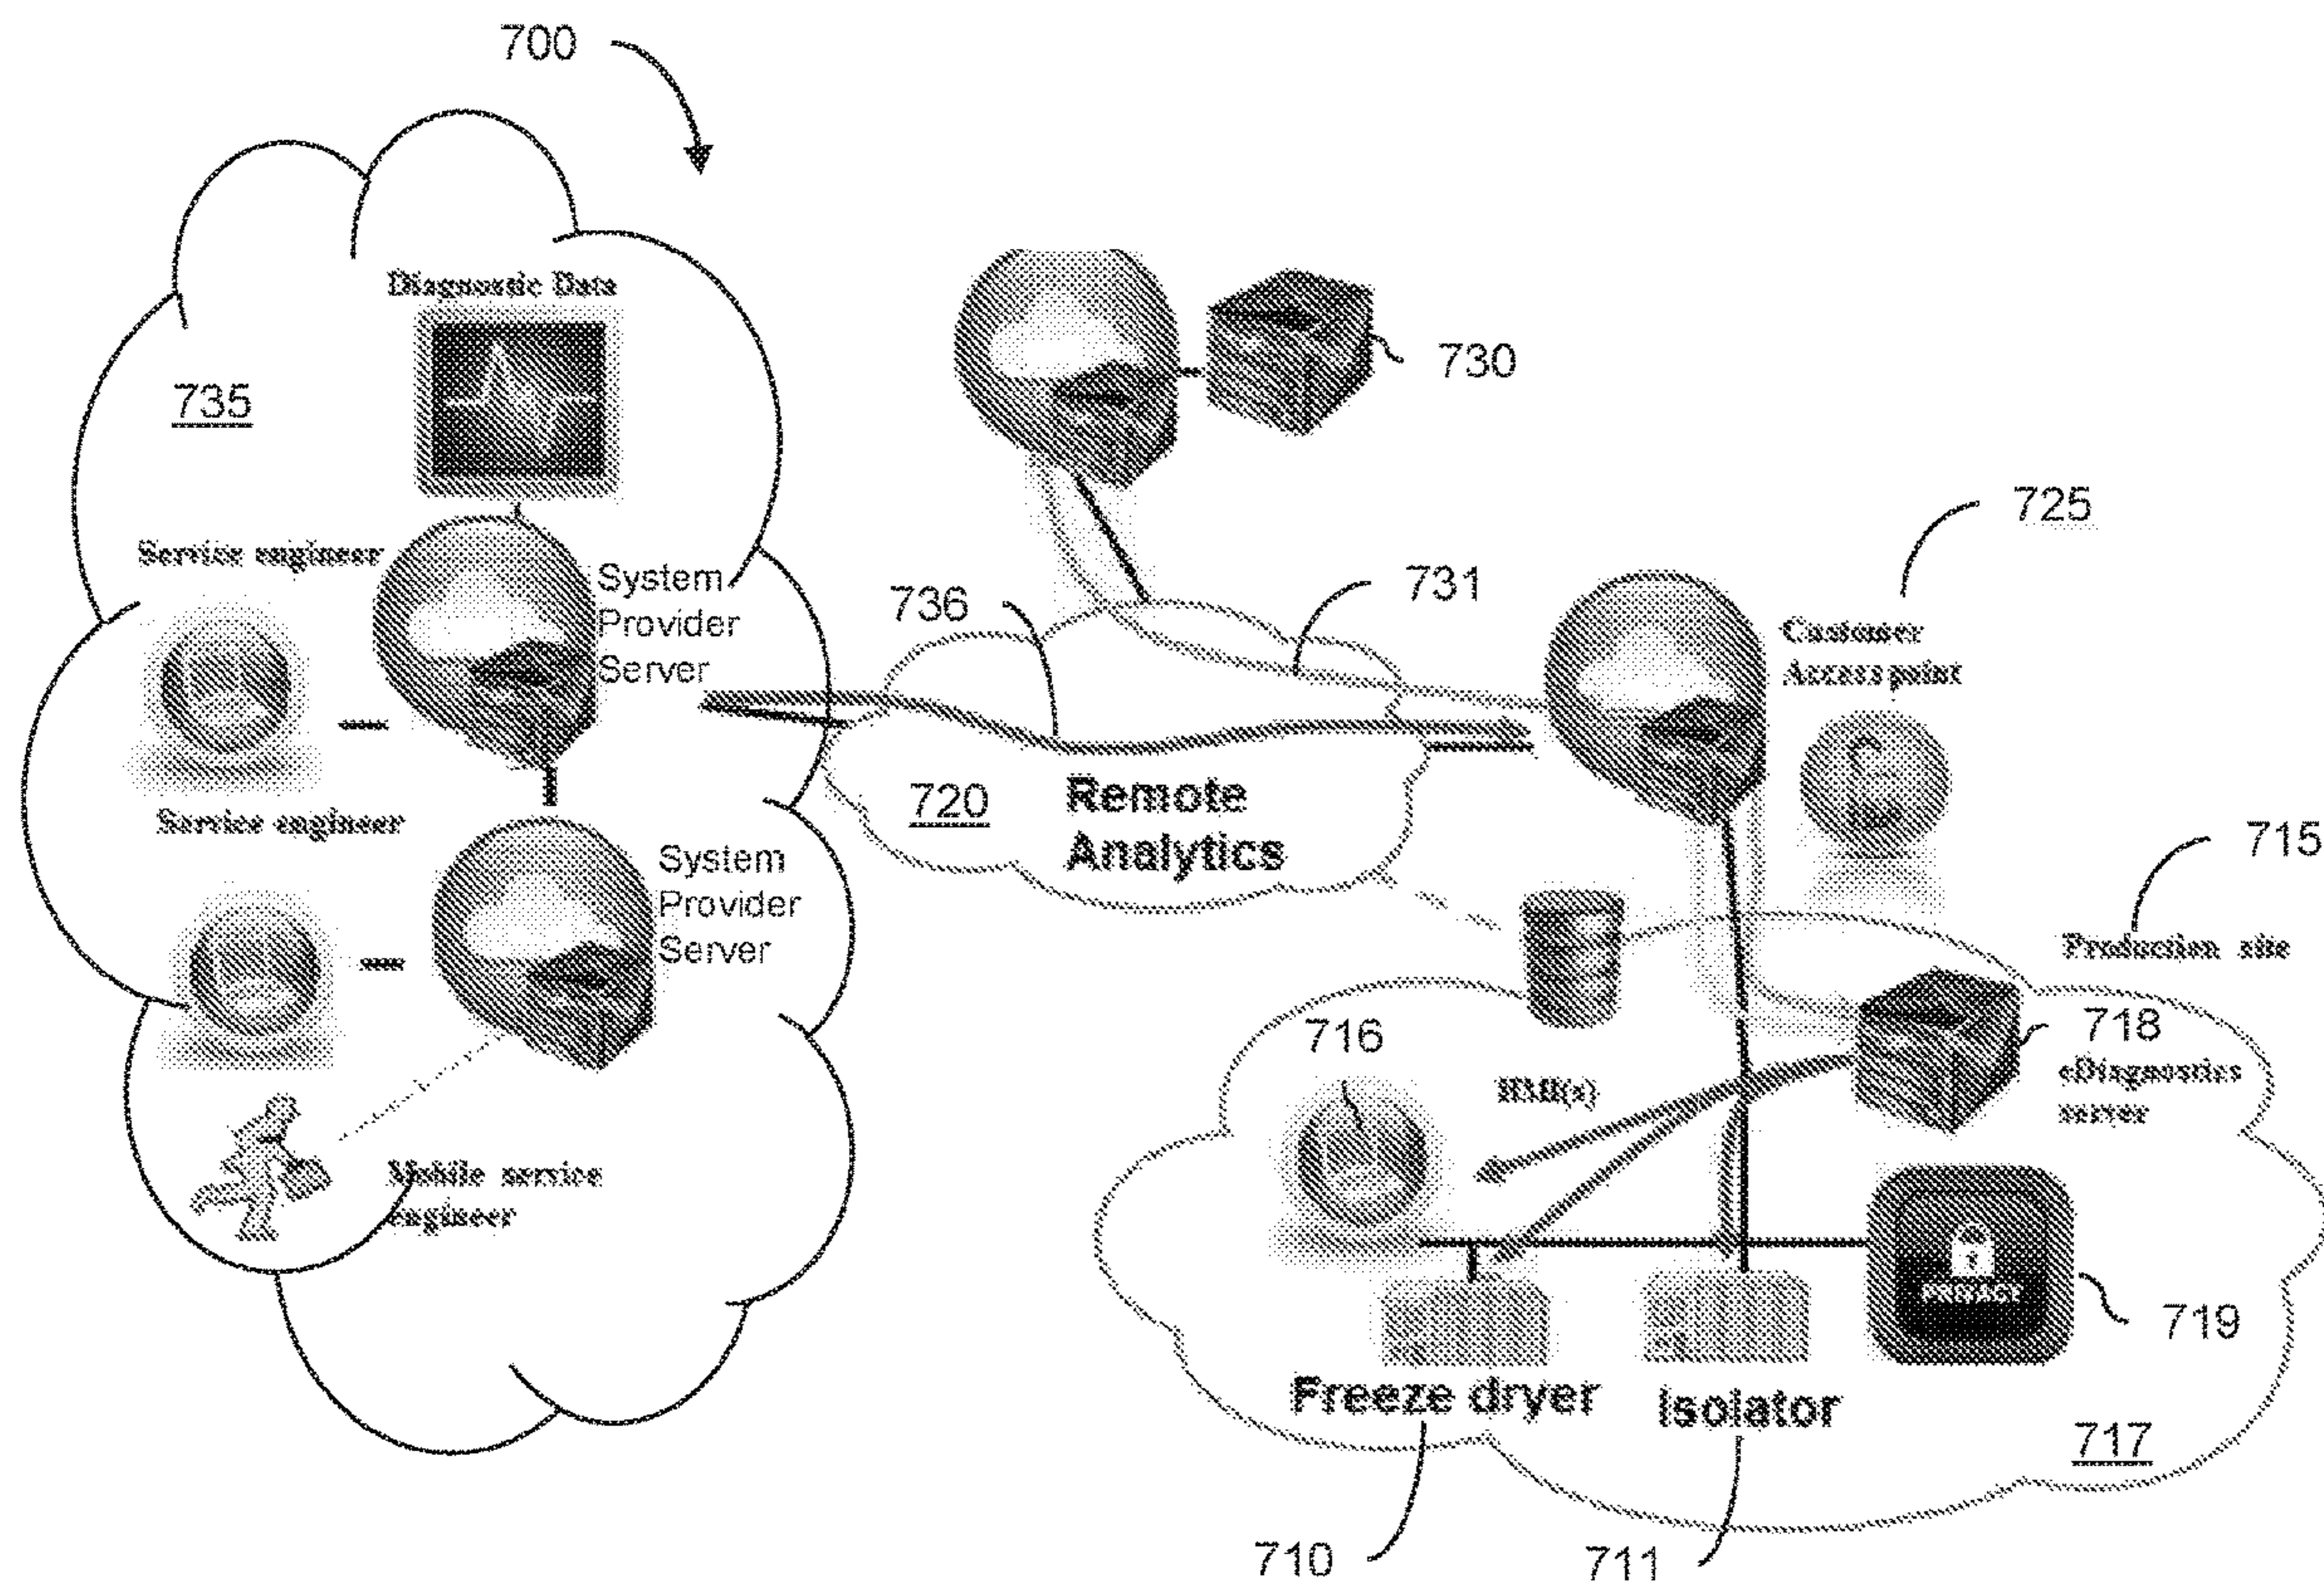 700
Diagnostic Data
735
730
725
Service engineer
System
Provider
Server
736
731
Customer
Access point
720
Remote
Analytics
Service engineer
System
Provider
Server
715
Production site
716
718
eDiagnostics
server
HMI(s)
Mobile service
engineer
PRIVACY
719
Freeze dryer
Isolator
717
710
711